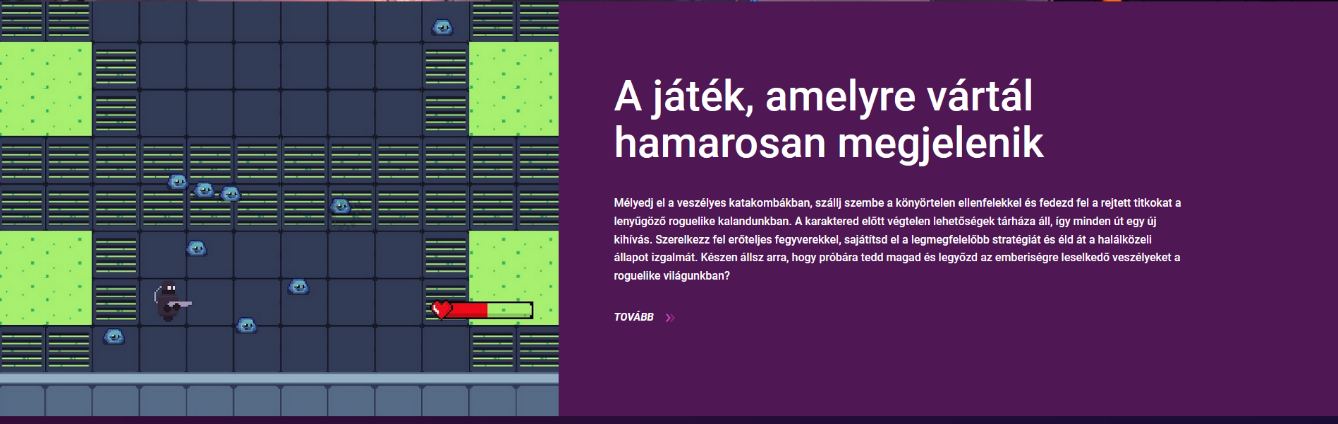 A játék, amelyre vártál
hamarosan megjelenik
Mélyedj el a veszélyes katakombákban, szállj szembe a könyörtelen ellenfelekkel és fedezd fel a rejtett titkokat a
lenyűgöző roguelike kalandunkban. A karaktered előtt végtelen lehetőségek tárháza áll, így minden út egy új
kihívás. Szerelkezz fel erőteljes fegyverekkel, sajátítsd el a legmegfelelőbb stratégiát és éld át a halálközeli
állapot izgalmát. Készen állsz arra, hogy próbára tedd magad és legyőzd az emberiségre leselkedő veszélyeket a
roguelike világunkban?
TOVÁBB